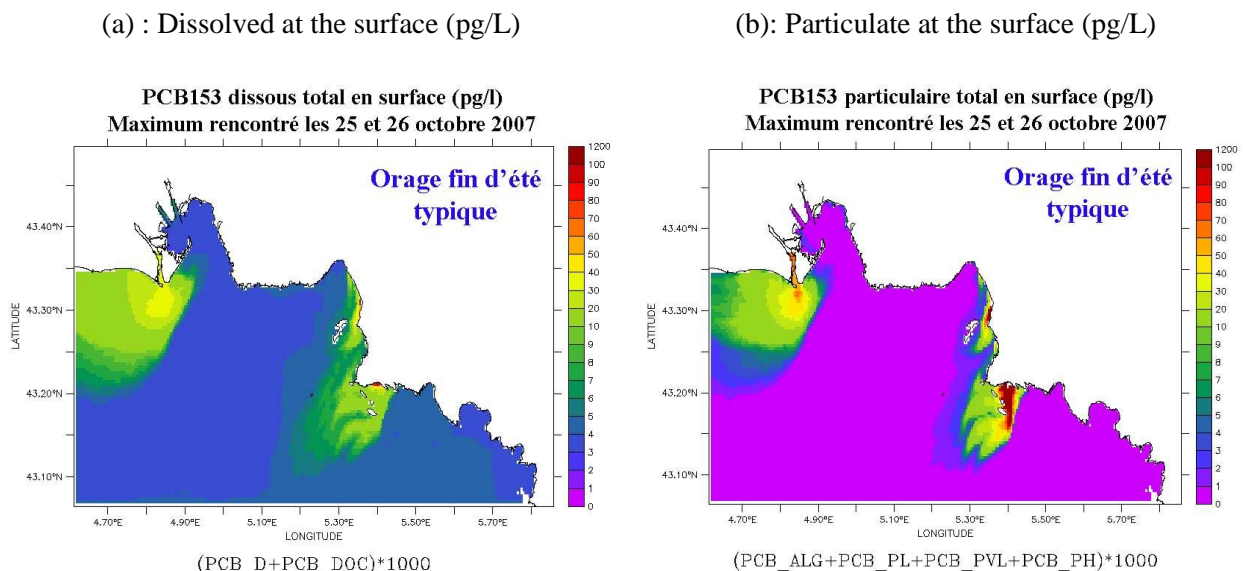 (a) : Dissolved at the surface (pg/L)
(b): Particulate at the surface (pg/L)
PCB153 dissous total en surface (pg/l)
Maximum rencontré les 25 et 26 octobre 2007
Orage fin d'été
typique
1200
100
90
80
70
60
50
40
30
20
10
9
8
7
6
5
4
3
2
1
0
43.40°N
43.30°N
43.20°N
43.10°N
LATITUDE
4.70°E 4.90°E 5.10°E 5.30°E 5.50°E 5.70°E
LONGITUDE
(PCB_D+PCB_DOC)*1000
PCB153 particulaire total en surface (pg/l)
Maximum rencontré les 25 et 26 octobre 2007
Orage fin d'été
typique
1200
100
90
80
70
60
50
40
30
20
10
9
8
7
6
5
4
3
2
1
0
43.40°N
43.30°N
43.20°N
43.10°N
LATITUDE
4.70°E 4.90°E 5.10°E 5.30°E 5.50°E 5.70°E
LONGITUDE
(PCB_ALG+PCB_PL+PCB_PVL+PCB_PH)*1000